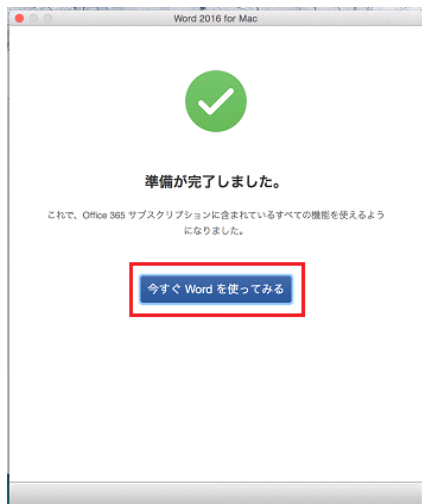 Word 2016 for Mac
準備が完了しました。
これで、Office 365 サブスクリプションに含まれているすべての機能を使えるよう
になりました。
今すぐ Word を使ってみる